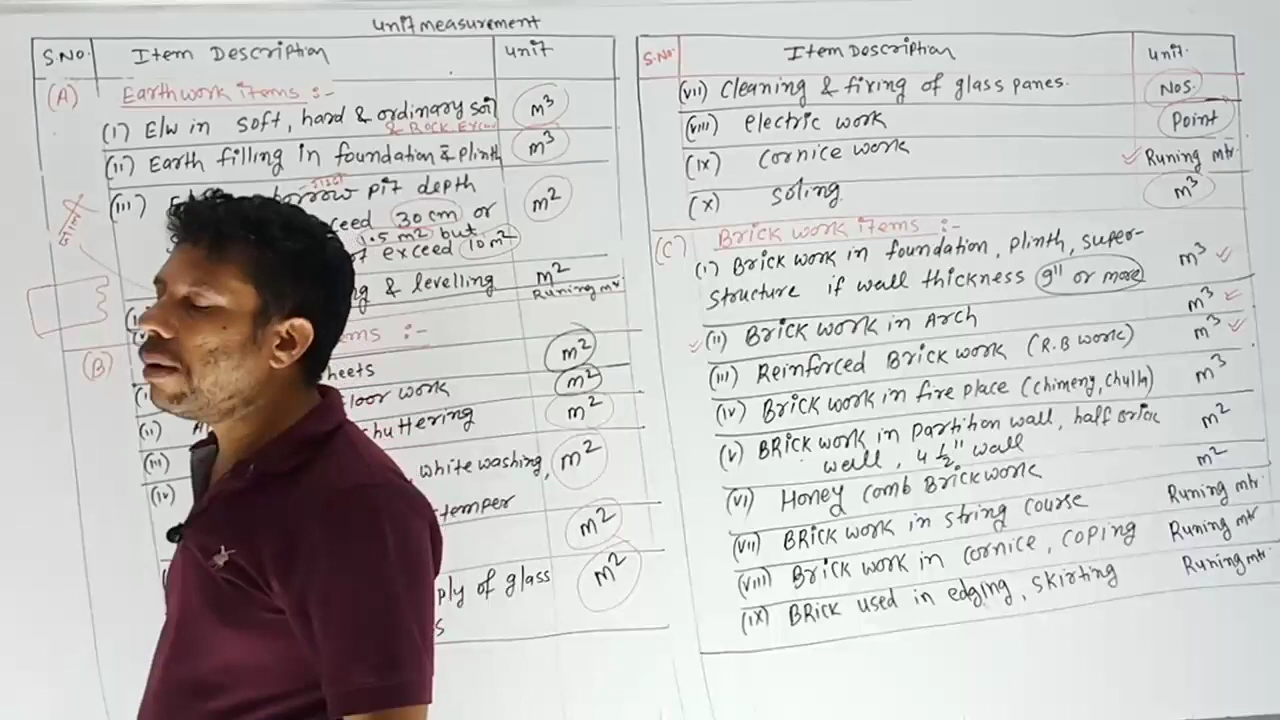 unit measurement
S.NO. Item Description unit
(A) Earthwork items :-
(i) E/w in soft, hard & ordinary soil m³
& Rock
(ii) Earth filling in foundation & Plinth m³
(iii) borrow pit depth m²
ceed 30 cm or
1.5 m² but
exceed 10 m²
g & levelling m²
Runing mtr
(B) ms :-
heets m²
loor work m²
(ii) A huttering m²
(iii) white washing, m²
(iv) temper
m²
ply of glass m²
s
S.No. Item Description unit.
(vii) Cleaning & firing of glass panes. Nos.
(viii) electric work Point
(ix) Cornice work Runing mtr
(x) soling. m³
(C) Brick work items :-
(i) Brick work in foundation, plinth, super- m³
structure if wall thickness 9" or more
(ii) Brick work in Arch m³
(iii) Reinforced Brick work (R.B work) m³
(iv) Brick work in fire place (chimeny, chulla) m³
(v) BRICK work in Partition wall, half brick m²
wall, 4 1/2" wall
(vi) Honey comb Brickwork m²
(vii) BRICK work in string course Runing mtr.
(viii) Brick work in cornice, coping Runing mtr
(ix) BRICK used in edging, skirting Runing mtr.